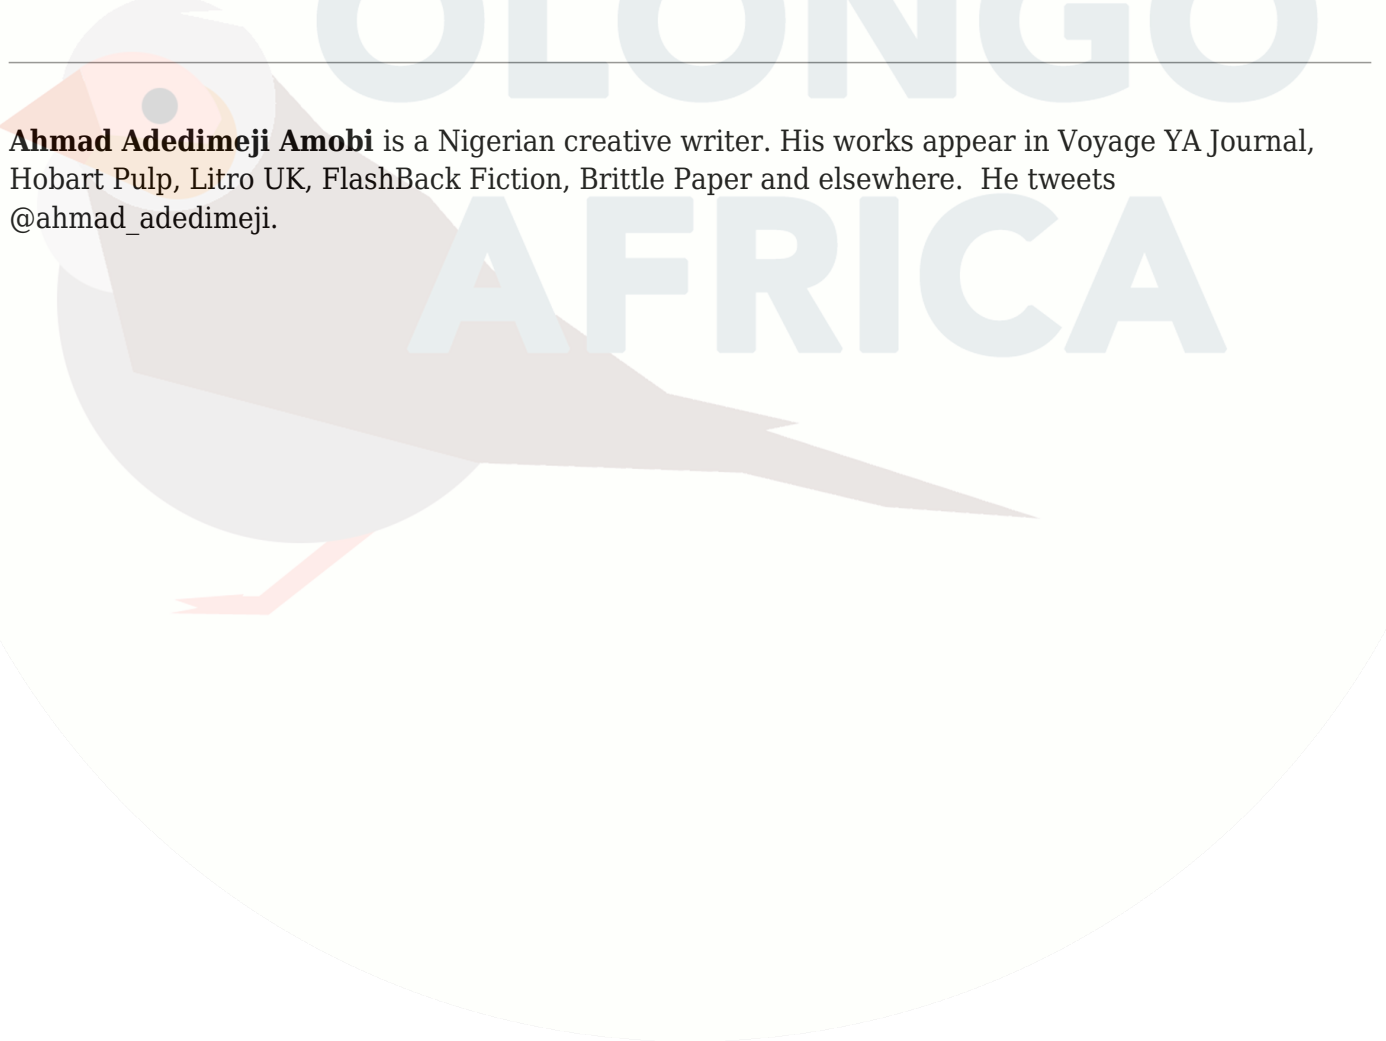 OLONGO
Ahmad Adedimeji Amobi is a Nigerian creative writer. His works appear in Voyage YA Journal,
Hobart Pulp, Litro UK, FlashBack Fiction, Brittle Paper and elsewhere.  He tweets
@ahmad_adedimeji.
AFRICA